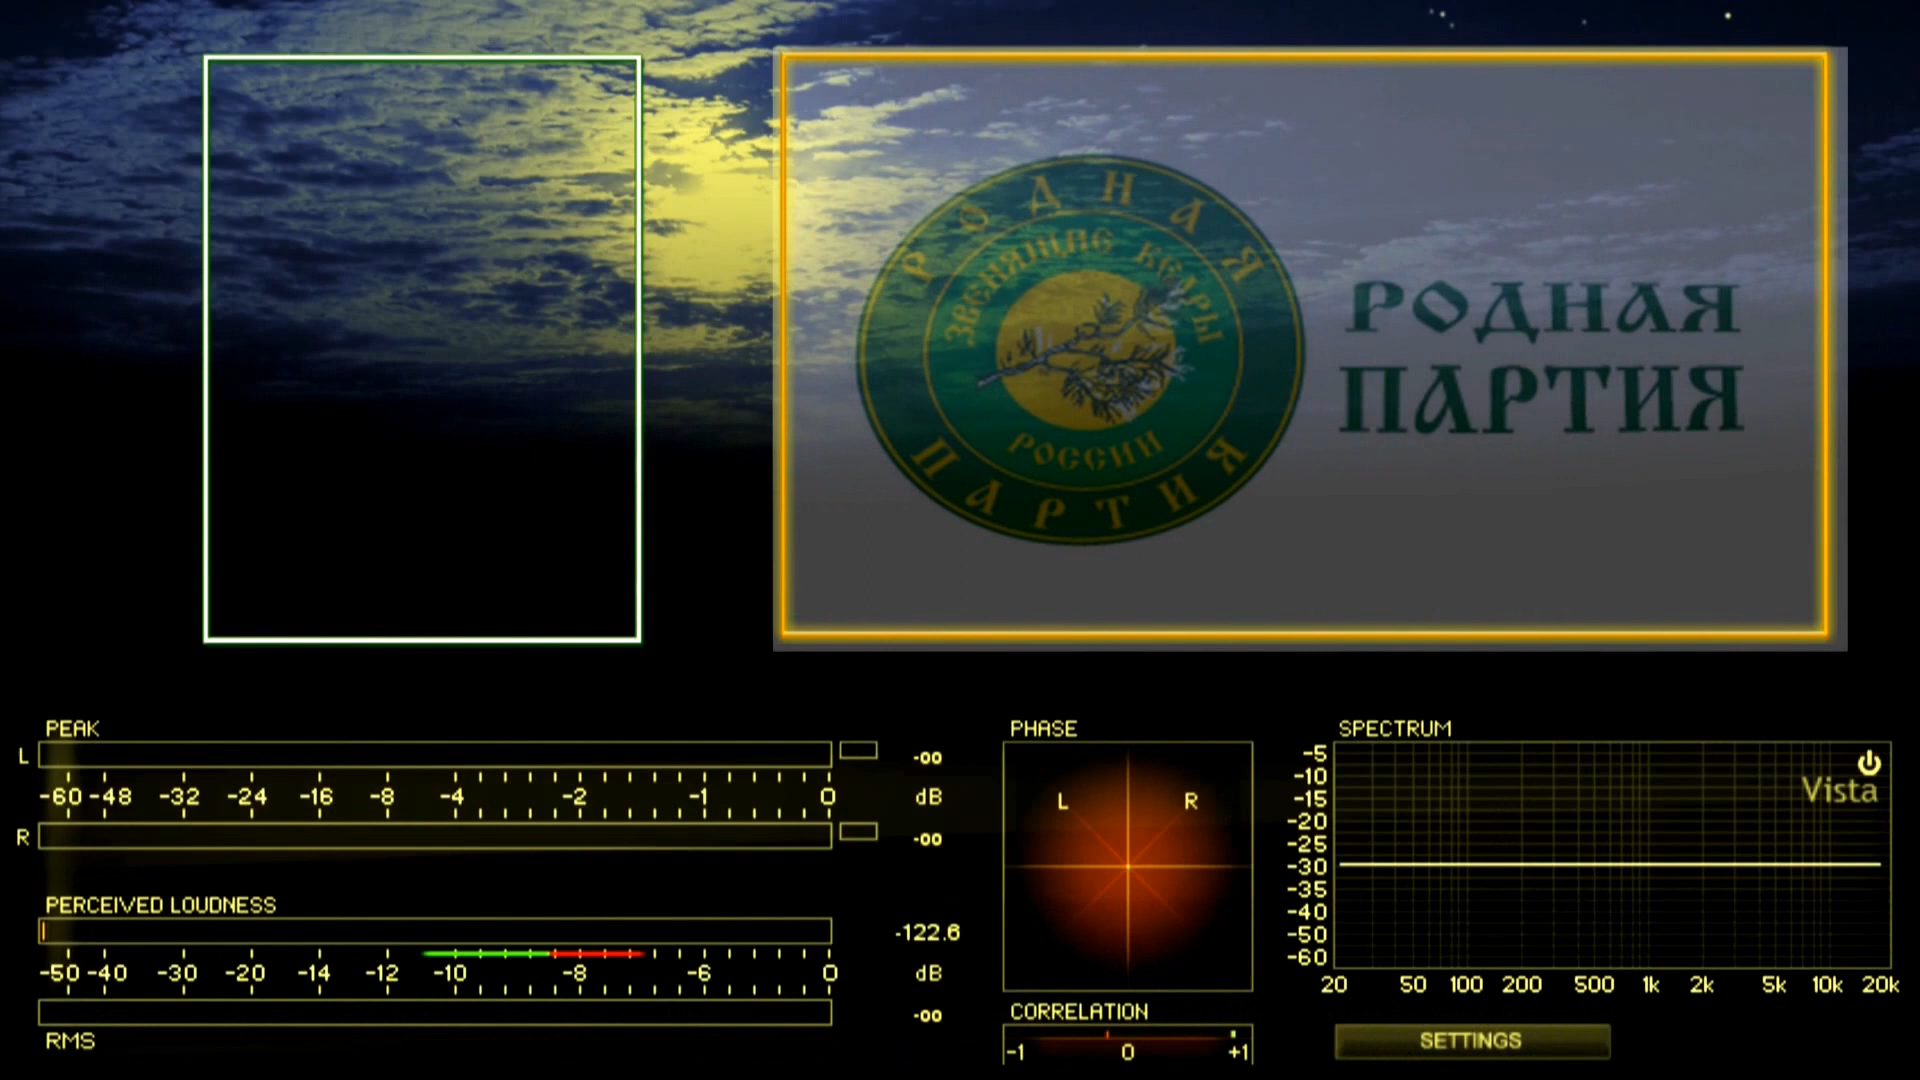 РОДНАЯ
ЗВЕНЯЩИЕ КЕДРЫ
РОССИИ
ПАРТИЯ
РОДНАЯ
ПАРТИЯ
PEAK
L
-oo
-60 -48 -32 -24 -16 -8 -4 -2 -1 0 dB
R
-oo
PERCEIVED LOUDNESS
-122.6
-50 -40 -30 -20 -14 -12 -10 -8 -6 0 dB
-oo
RMS
PHASE
L R
CORRELATION
-1 0 +1
SPECTRUM
Vista
-5
-10
-15
-20
-25
-30
-35
-40
-50
-60
20 50 100 200 500 1k 2k 5k 10k 20k
SETTINGS